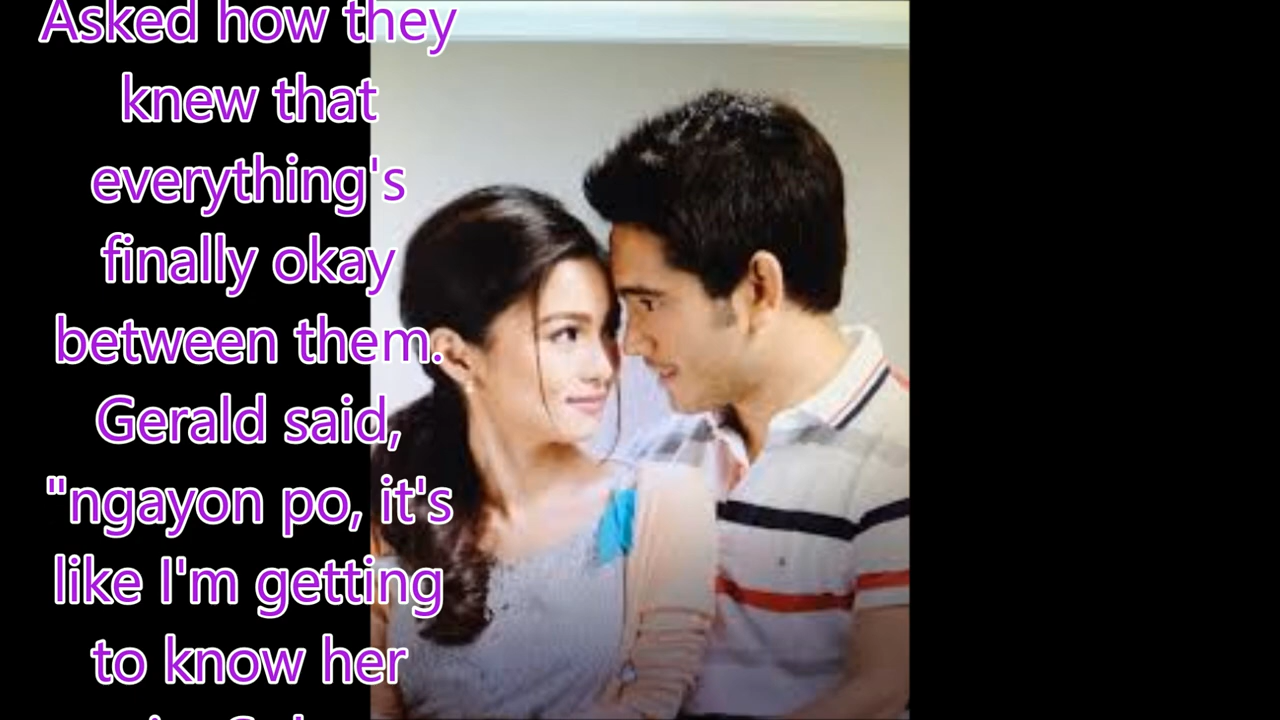 Asked how they
knew that
everything's
finally okay
between them.
Gerald said,
"ngayon po, it's
like I'm getting
to know her